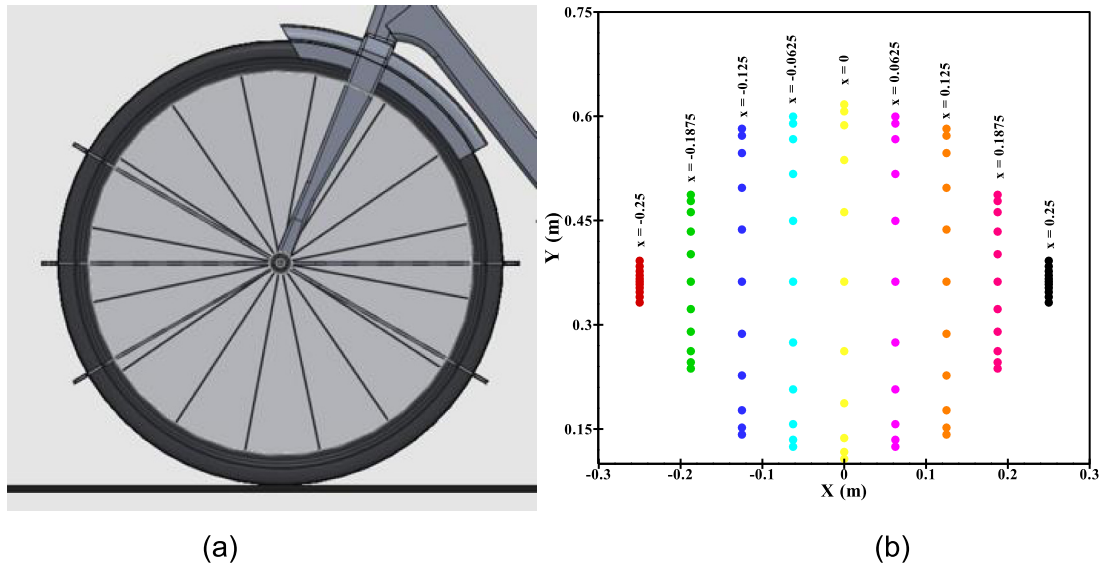 (b)
0.75
0.6
0.45
0.3
0.15
Y (m)
x = -0.25
x = -0.1875
x = -0.125
x = -0.0625
x = 0
x = 0.0625
x = 0.125
x = 0.1875
x = 0.25
-0.3
-0.2
-0.1
0
0.1
0.2
0.3
X (m)
(a)
(b)